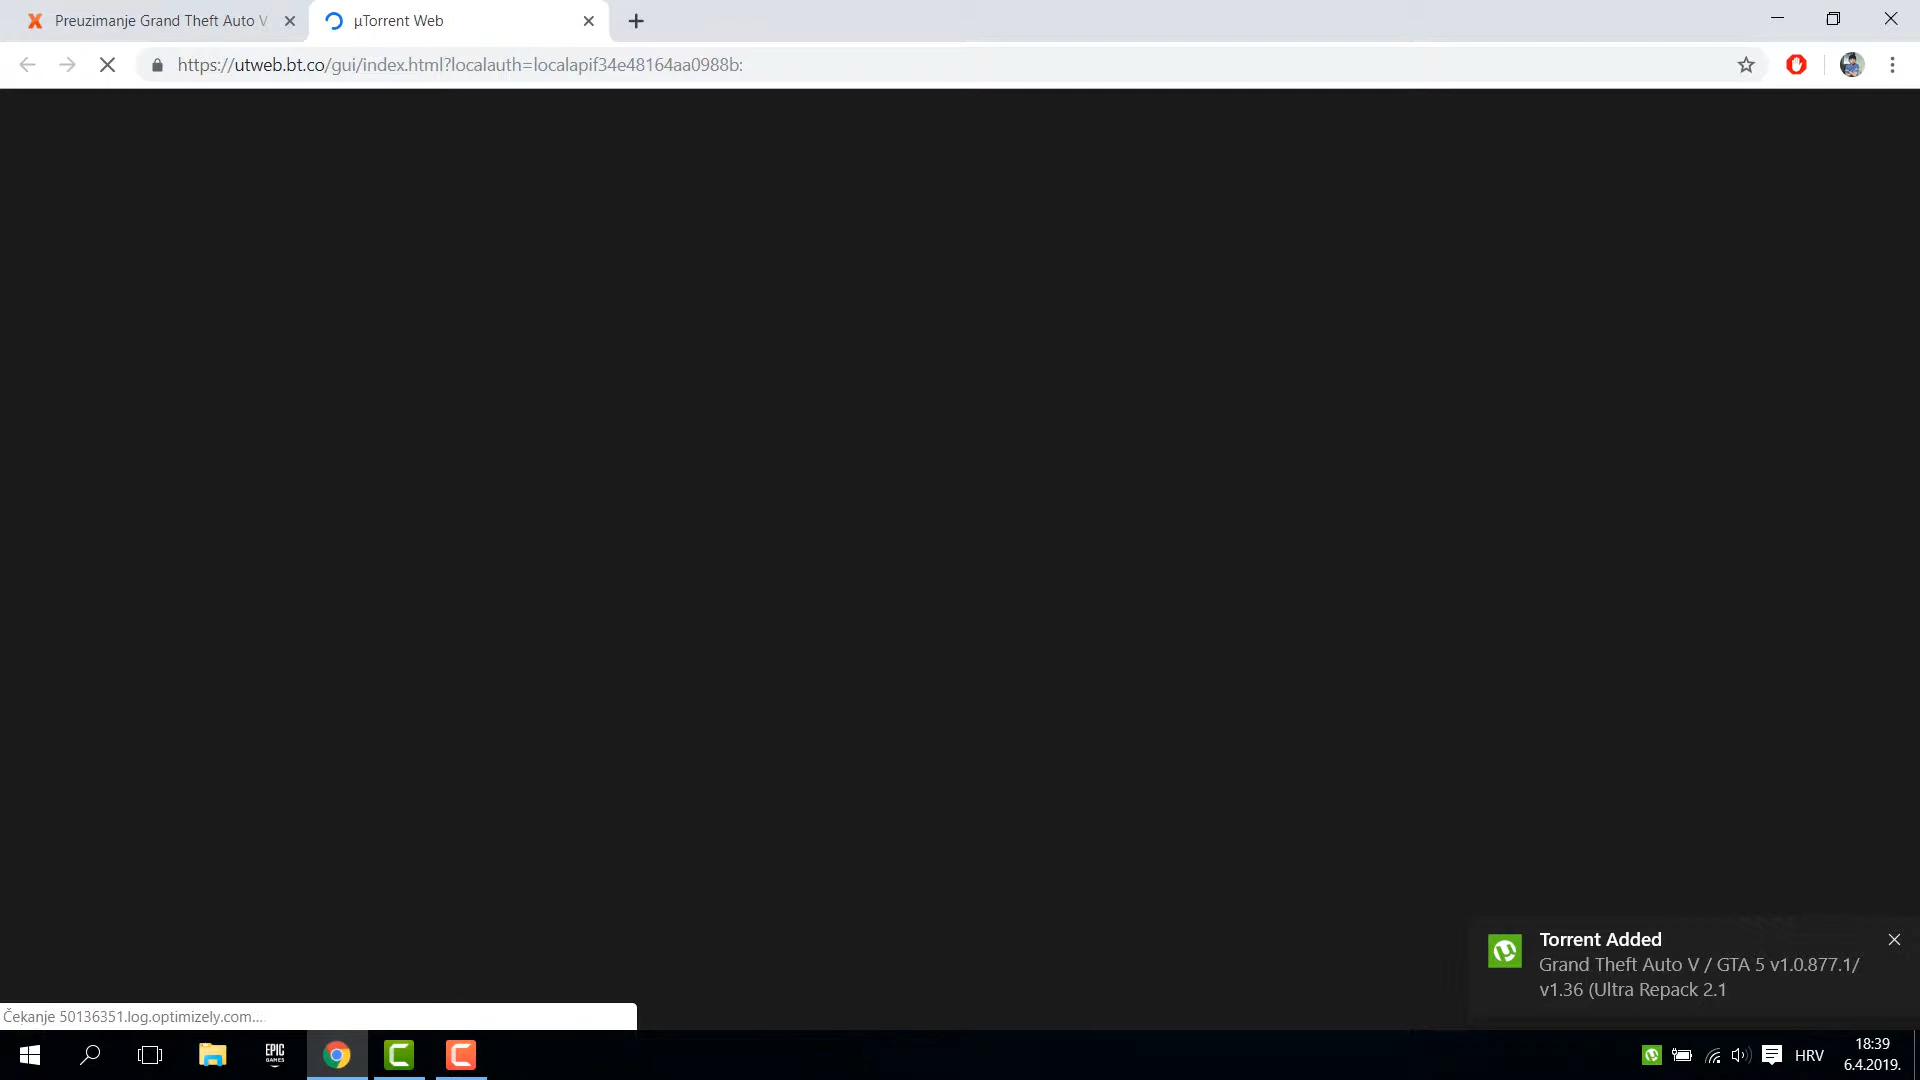 Preuzimanje Grand Theft Auto V
µTorrent Web
https://utweb.bt.co/gui/index.html?localauth=localapif34e48164aa0988b:
Torrent Added
Grand Theft Auto V / GTA 5 v1.0.877.1/
v1.36 (Ultra Repack 2.1
Čekanje 50136351.log.optimizely.com...
EPIC
GAMES
HRV
18:39
6.4.2019.